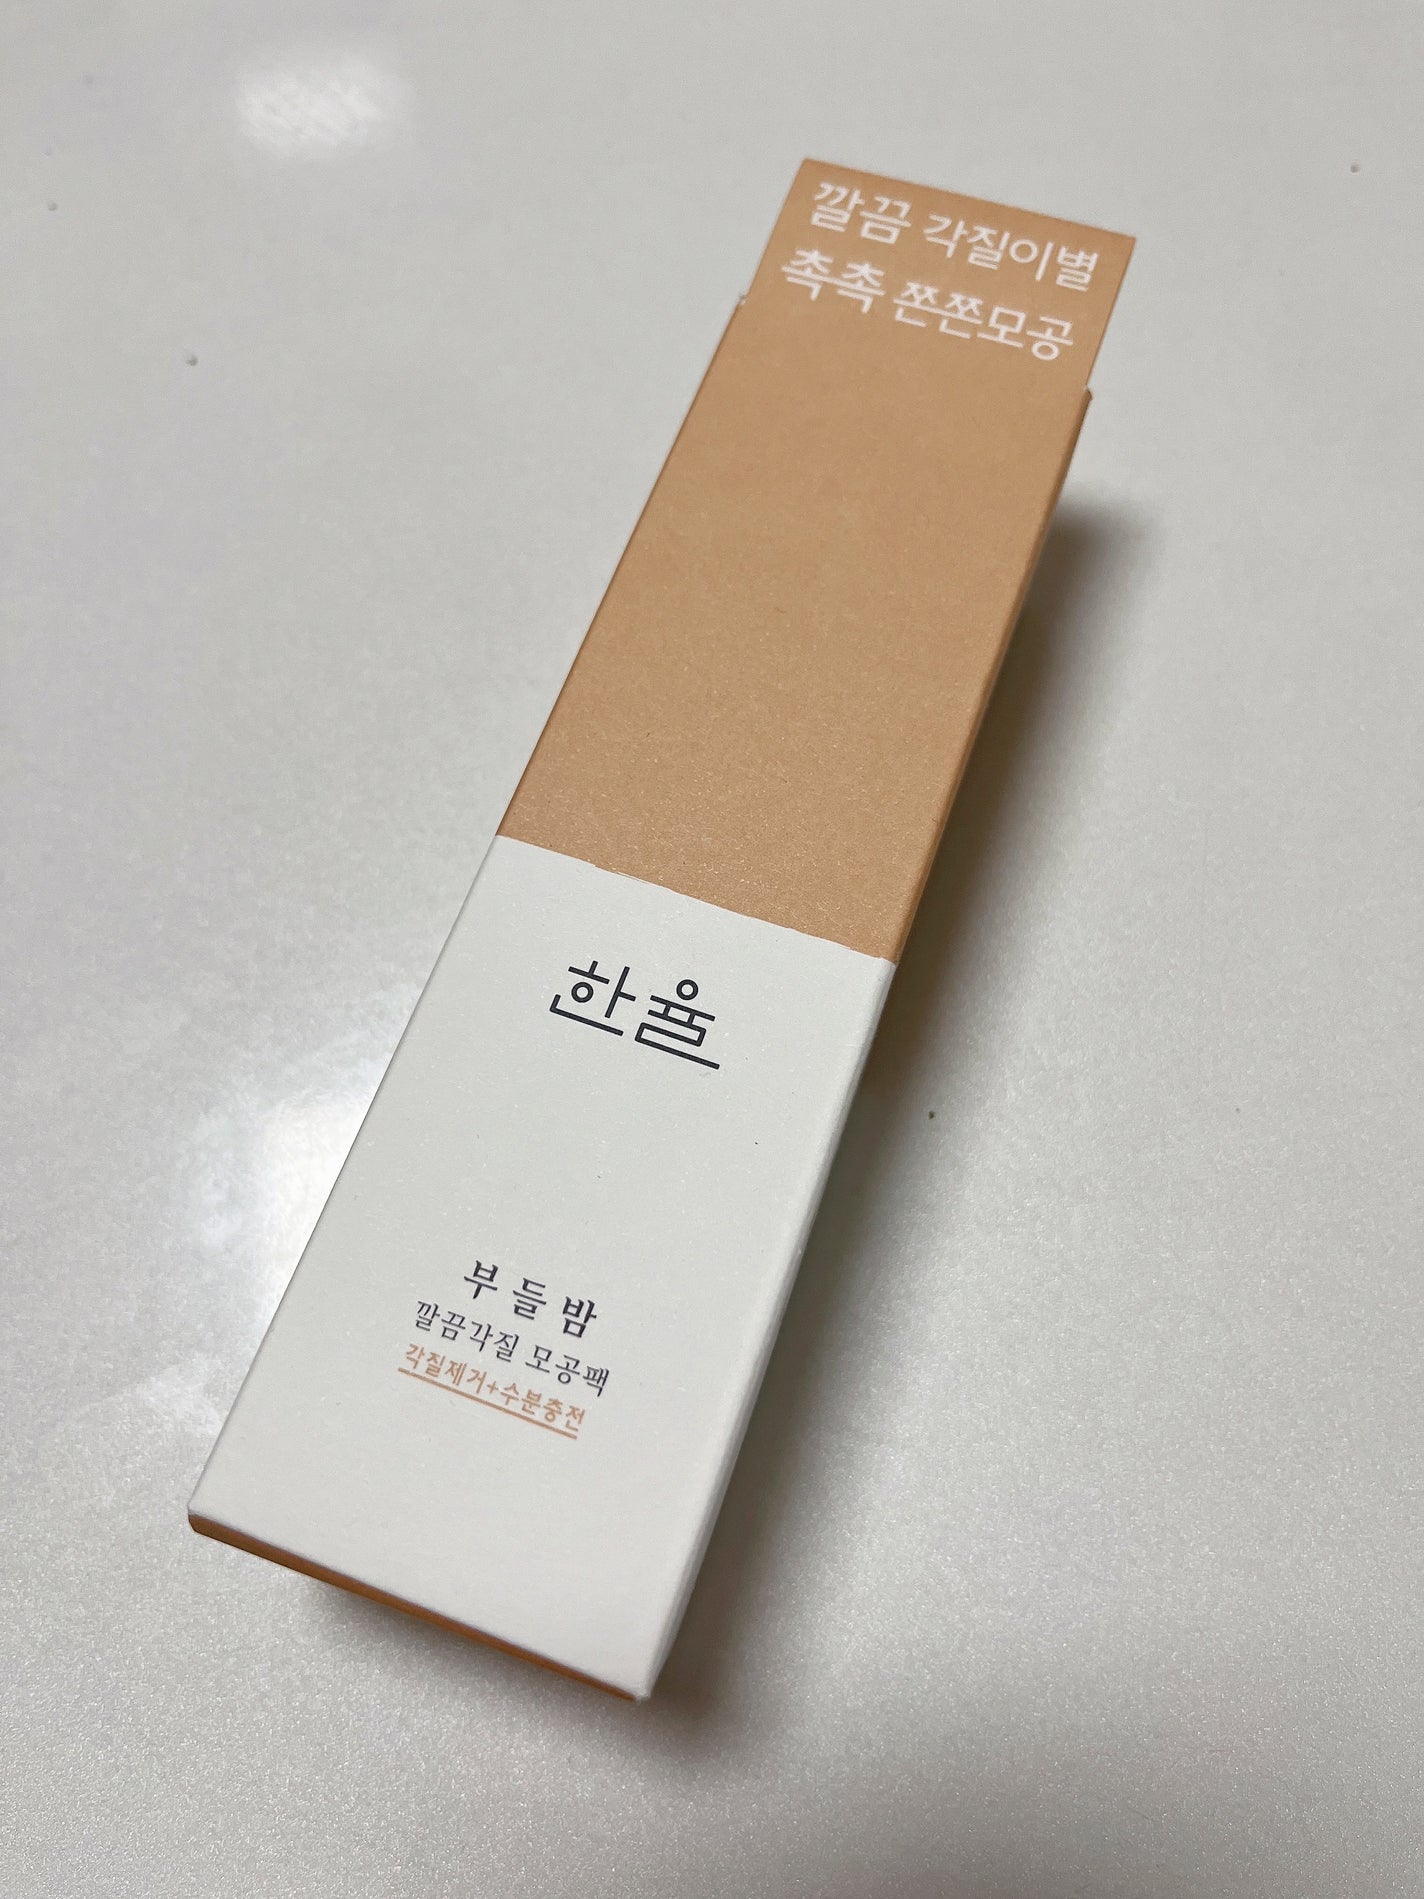 깔끔 각질이별
촉촉 쫀쫀모공
한율
부들밤
깔끔각질 모공팩
각질제거+수분충전